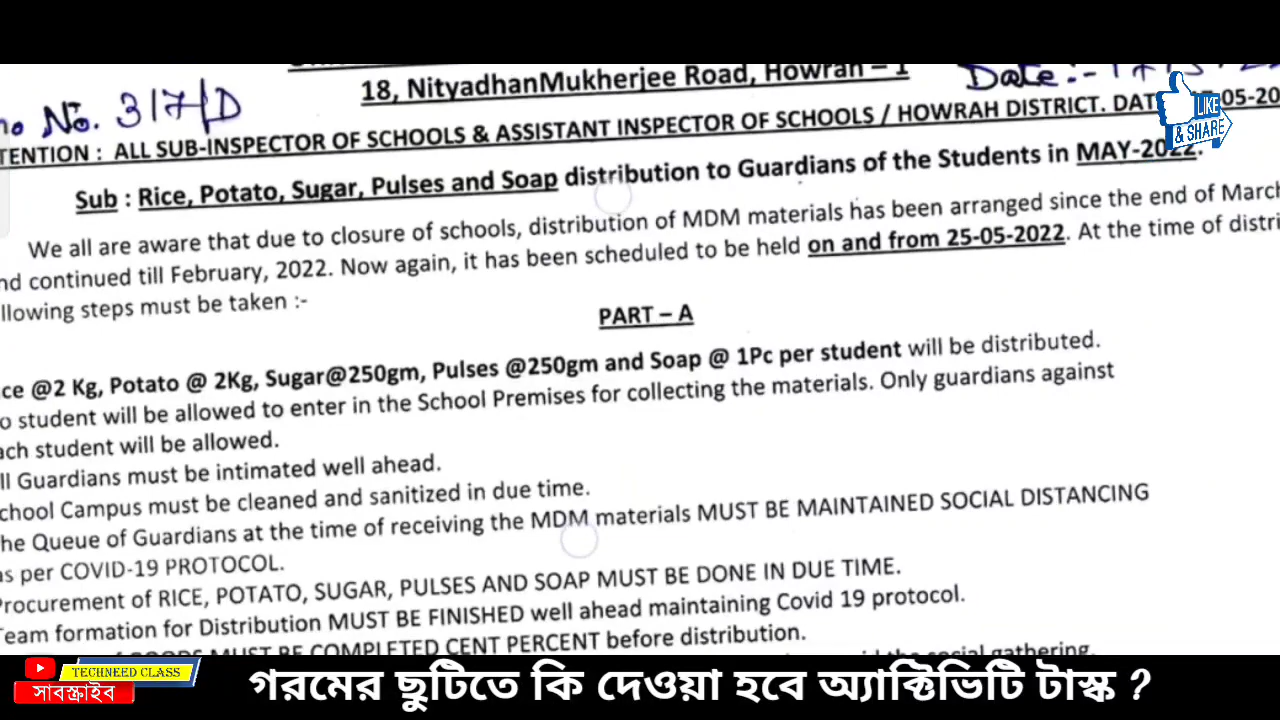 18, NityadhanMukherjee Road, Howrah – 1
No. 317/D Date :-
TENTION : ALL SUB-INSPECTOR OF SCHOOLS & ASSISTANT INSPECTOR OF SCHOOLS / HOWRAH DISTRICT.
LIKE
& SHARE
Sub : Rice, Potato, Sugar, Pulses and Soap distribution to Guardians of the Students in MAY-2022.
We all are aware that due to closure of schools, distribution of MDM materials has been arranged since the end of March
nd continued till February, 2022. Now again, it has been scheduled to be held on and from 25-05-2022. At the time of distri
llowing steps must be taken :-
PART – A
ce @2 Kg, Potato @ 2Kg, Sugar@250gm, Pulses @250gm and Soap @ 1Pc per student will be distributed.
o student will be allowed to enter in the School Premises for collecting the materials. Only guardians against
ach student will be allowed.
ll Guardians must be intimated well ahead.
chool Campus must be cleaned and sanitized in due time.
he Queue of Guardians at the time of receiving the MDM materials MUST BE MAINTAINED SOCIAL DISTANCING
as per COVID-19 PROTOCOL.
Procurement of RICE, POTATO, SUGAR, PULSES AND SOAP MUST BE DONE IN DUE TIME.
Team formation for Distribution MUST BE FINISHED well ahead maintaining Covid 19 protocol.
GOODS MUST BE COMPLETED CENT PERCENT before distribution.
the social gathering.
TECHNEED CLASS
সাবস্ক্রাইব
গরমের ছুটিতে কি দেওয়া হবে অ্যাক্টিভিটি টাস্ক ?